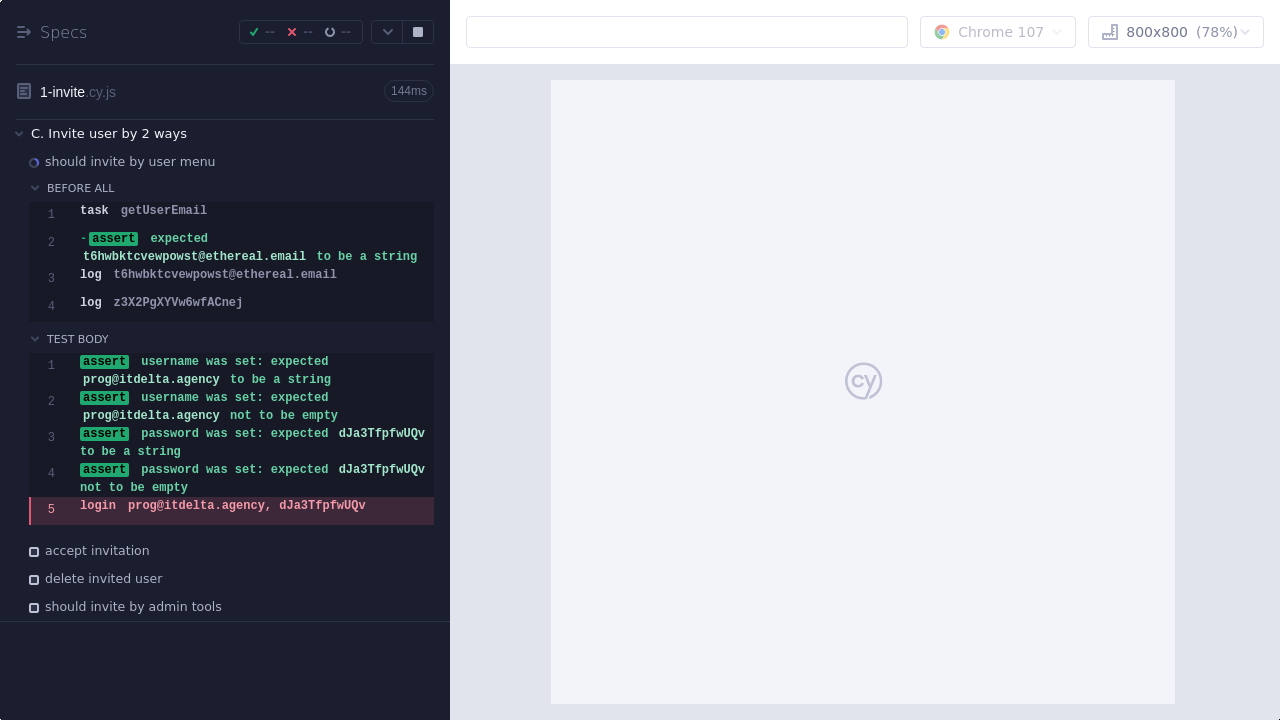 Specs -- -- --
Chrome 107
800x800 (78%)
1-invite.cy.js 144ms
C. Invite user by 2 ways
should invite by user menu
BEFORE ALL
1 task getUserEmail
2 -assert expected
t6hwbktcvewpowst@ethereal.email to be a string
3 log t6hwbktcvewpowst@ethereal.email
4 log z3X2PgXYVw6wfACnej
TEST BODY
1 assert username was set: expected
prog@itdelta.agency to be a string
2 assert username was set: expected
prog@itdelta.agency not to be empty
3 assert password was set: expected dJa3TfpfwUQv
to be a string
4 assert password was set: expected dJa3TfpfwUQv
not to be empty
5 login prog@itdelta.agency, dJa3TfpfwUQv
accept invitation
delete invited user
should invite by admin tools
cy